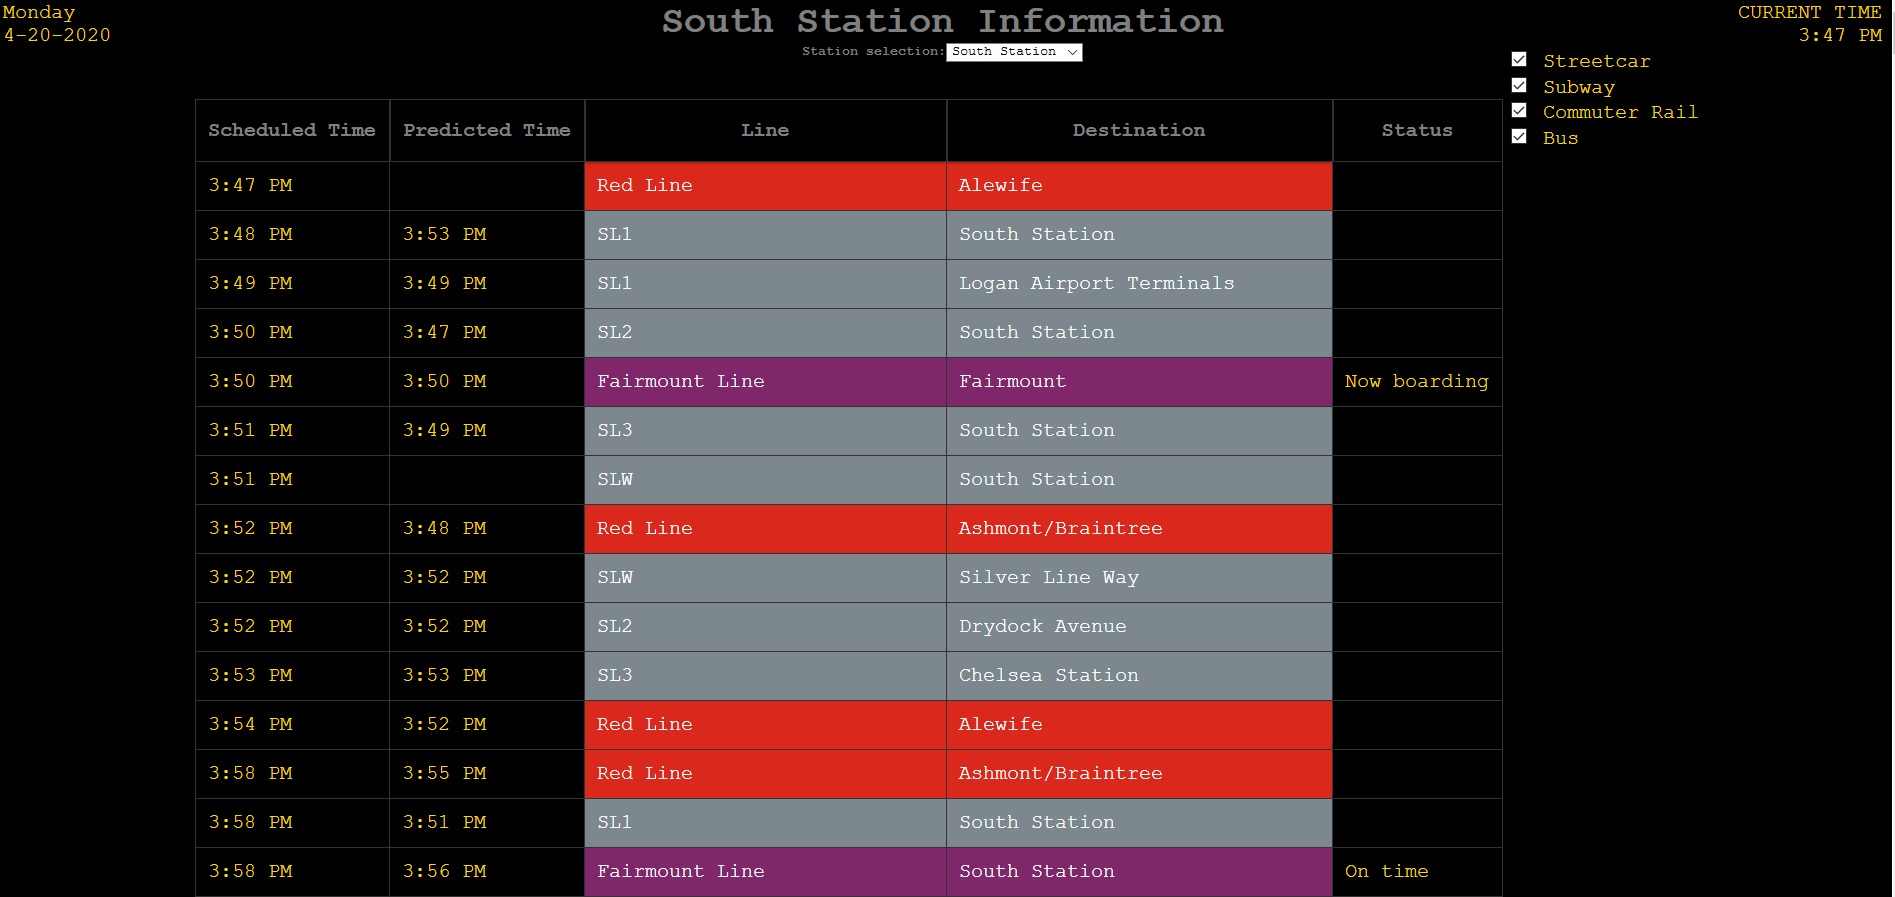 Monday
4-20-2020
South Station Information
Station selection: South Station
CURRENT TIME
3:47 PM
Streetcar
Subway
Commuter Rail
Bus
Scheduled Time Predicted Time Line Destination Status
3:47 PM Red Line Alewife
3:48 PM 3:53 PM SL1 South Station
3:49 PM 3:49 PM SL1 Logan Airport Terminals
3:50 PM 3:47 PM SL2 South Station
3:50 PM 3:50 PM Fairmount Line Fairmount Now boarding
3:51 PM 3:49 PM SL3 South Station
3:51 PM SLW South Station
3:52 PM 3:48 PM Red Line Ashmont/Braintree
3:52 PM 3:52 PM SLW Silver Line Way
3:52 PM 3:52 PM SL2 Drydock Avenue
3:53 PM 3:53 PM SL3 Chelsea Station
3:54 PM 3:52 PM Red Line Alewife
3:58 PM 3:55 PM Red Line Ashmont/Braintree
3:58 PM 3:51 PM SL1 South Station
3:58 PM 3:56 PM Fairmount Line South Station On time